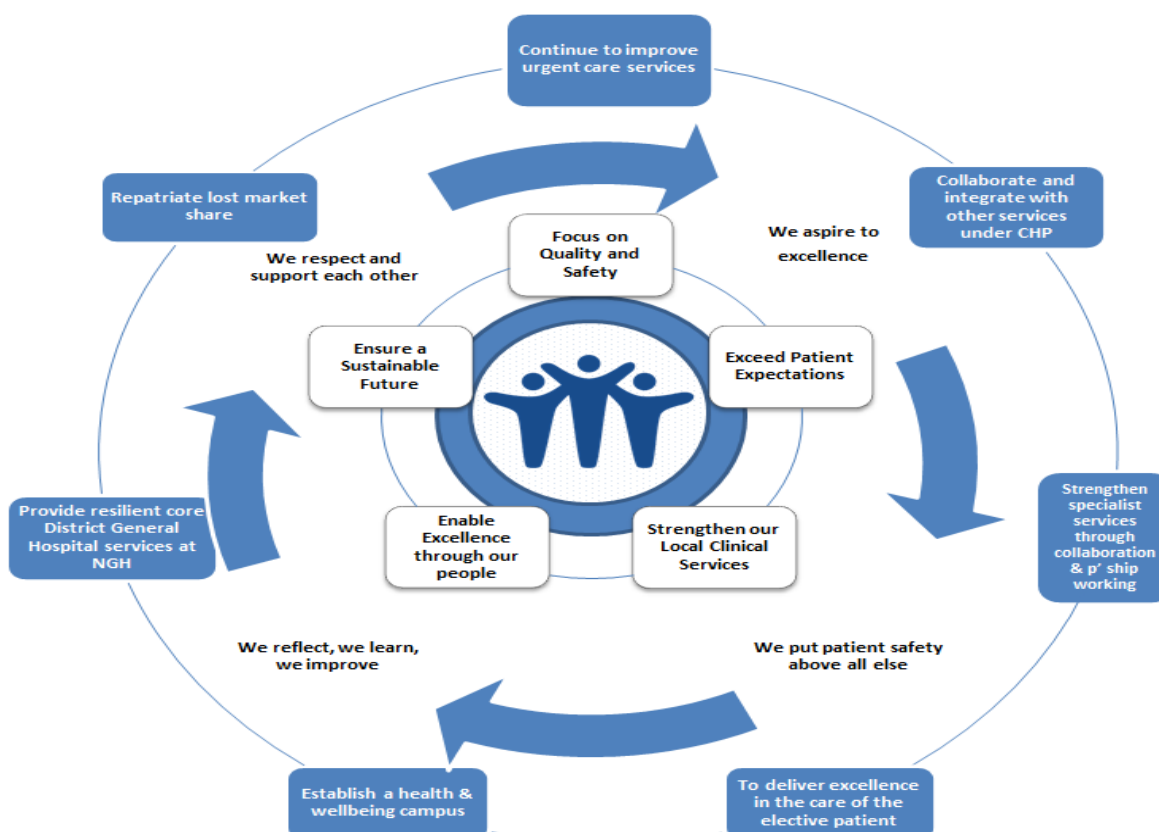 Continue to improve
urgent care services
Repatriate lost market
share
Collaborate and
integrate with
other services
under CHP
We respect and
support each other
Focus on
Quality and
Safety
We aspire to
excellence
Ensure a
Sustainable
Future
Exceed Patient
Expectations
Provide resilient core
District General
Hospital services at
NGH
Enable
Excellence
through our
people
Strengthen our
Local Clinical
Services
Strengthen
specialist
services
through
collaboration
& p' ship
working
We reflect, we learn,
we improve
We put patient safety
above all else
Establish a health &
wellbeing campus
To deliver excellence
in the care of the
elective patient